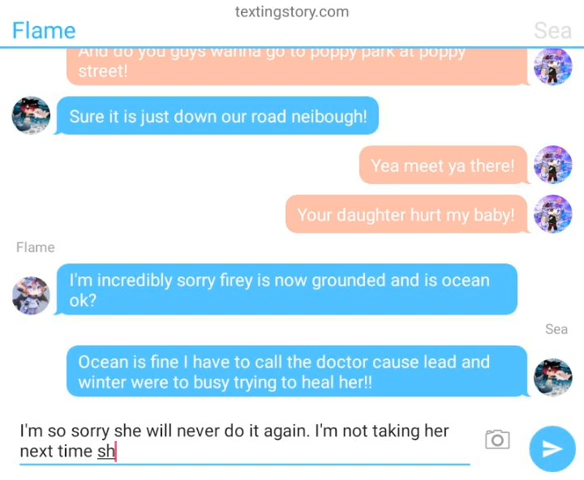 textingstory.com
Flame
Sea
And do you guys wanna go to poppy park at poppy
street!
Sure it is just down our road neibough!
Yea meet ya there!
Your daughter hurt my baby!
Flame
I'm incredibly sorry firey is now grounded and is ocean
ok?
Sea
Ocean is fine I have to call the doctor cause lead and
winter were to busy trying to heal her!!
I'm so sorry she will never do it again. I'm not taking her
next time sh